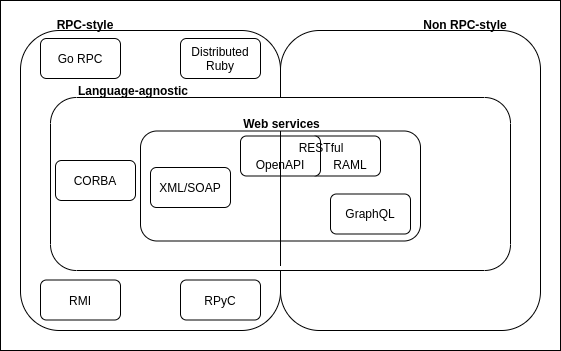 RPC-style
Non RPC-style
Go RPC
Distributed
Ruby
Language-agnostic
Web services
RESTful
OpenAPI
RAML
CORBA
XML/SOAP
GraphQL
RMI
RPyC